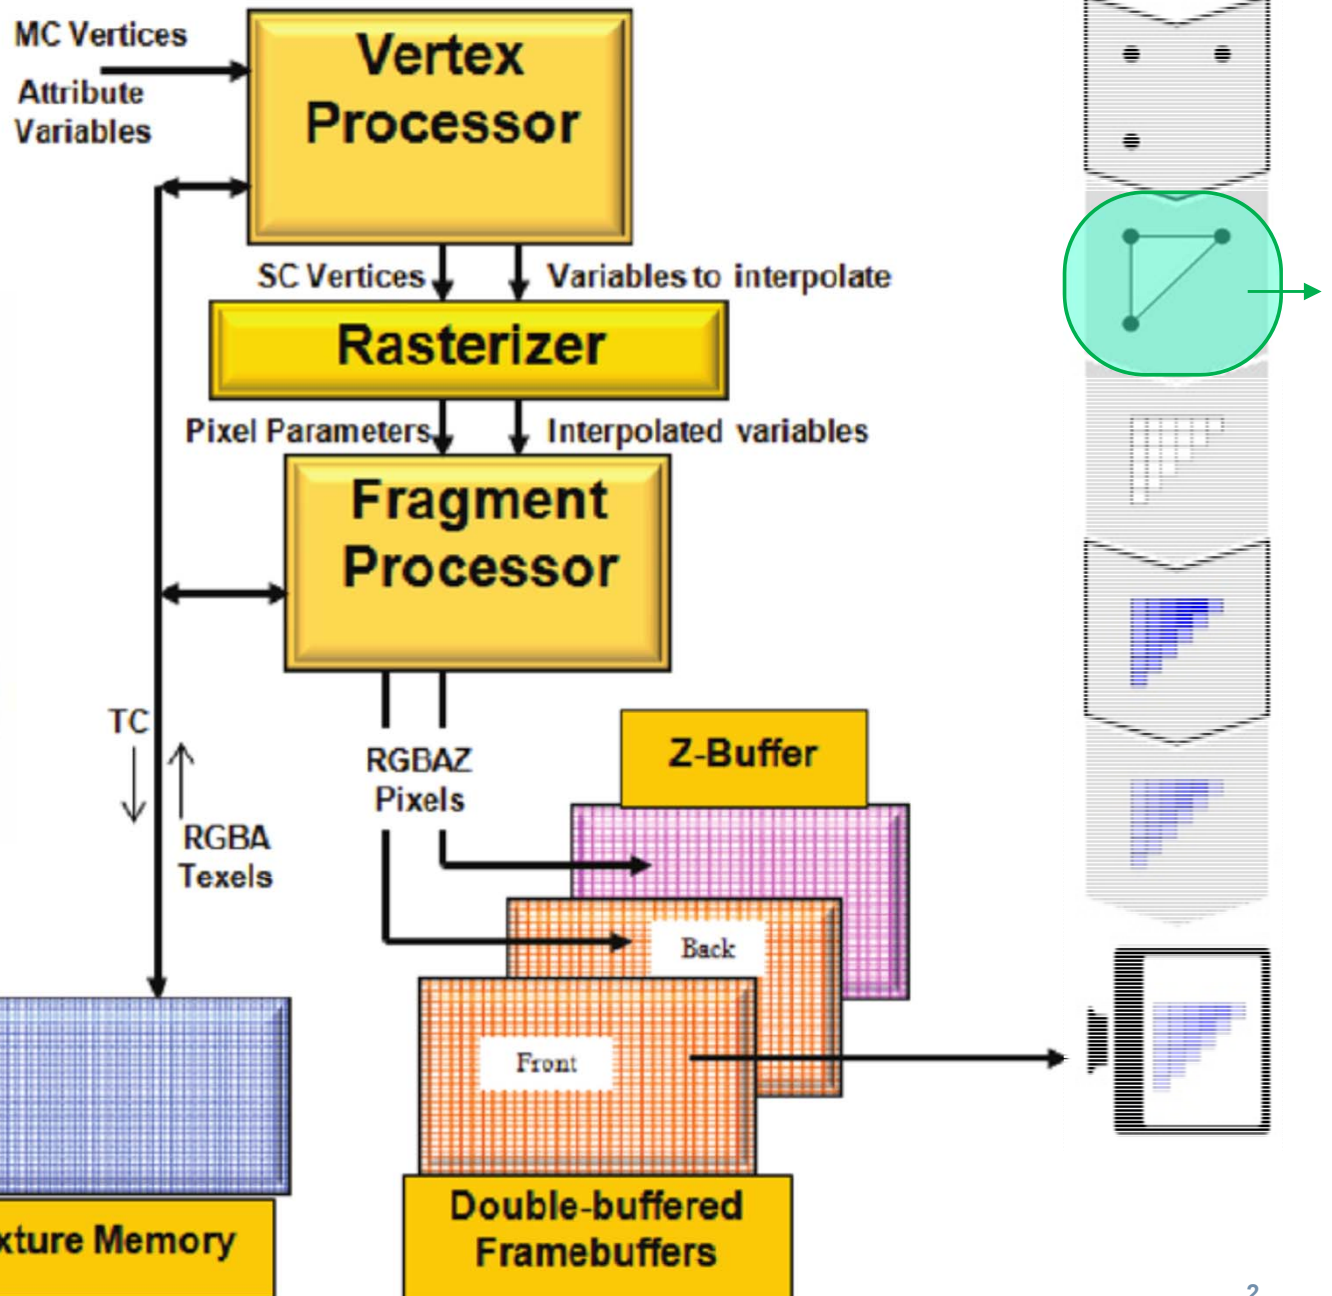 MC Vertices
Attribute
Variables
Vertex
Processor
SC Vertices
Variables to interpolate
Rasterizer
Pixel Parameters
Interpolated variables
Fragment
Processor
TC
RGBA
Texels
RGBAZ
Pixels
Z-Buffer
Back
Front
xture Memory
Double-buffered
Framebuffers
2